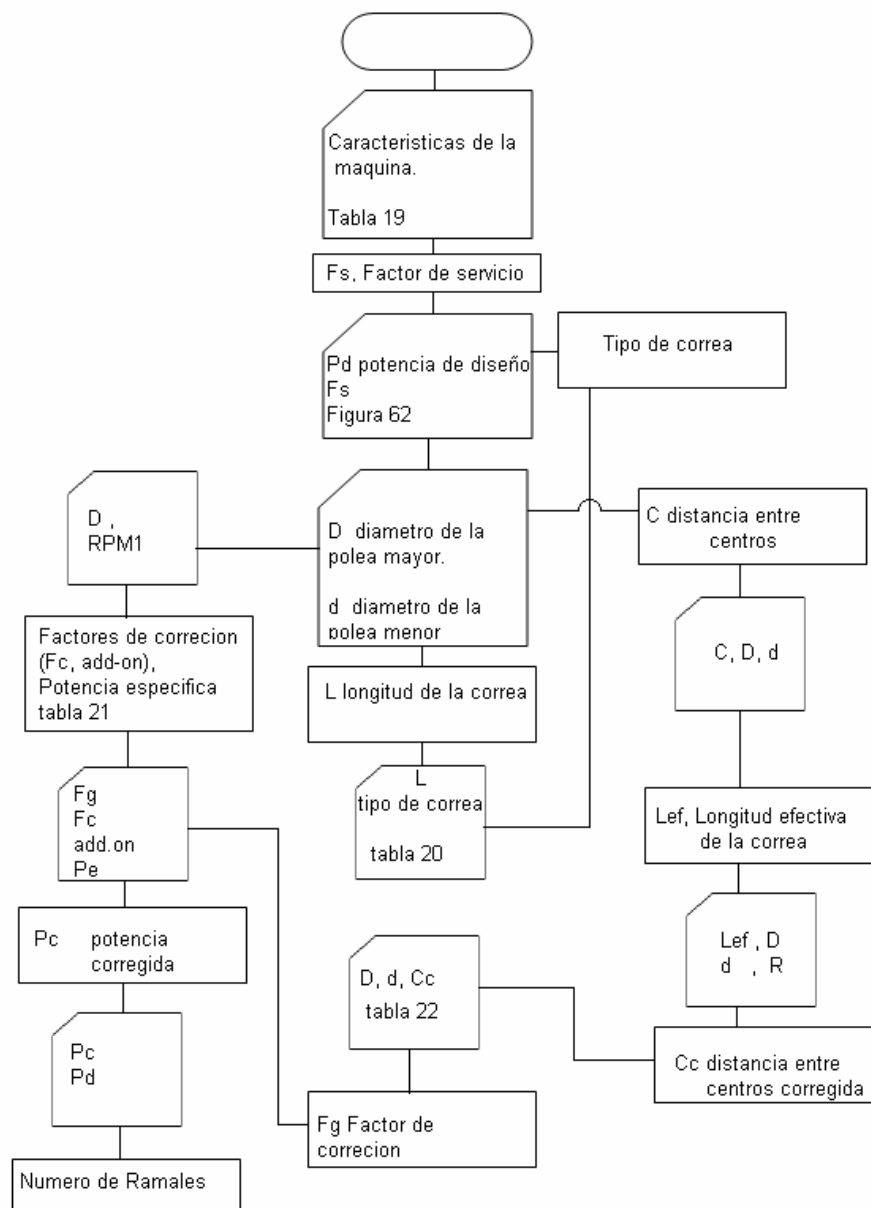 Caracteristicas de la
maquina.
Tabla 19
Fs, Factor de servicio
Pd potencia de diseño
Fs
Figura 62
Tipo de correa
D ,
RPM1
D diametro de la
polea mayor.
d diametro de la
polea menor
C distancia entre
centros
Factores de correcion
(Fc, add-on),
Potencia especifica
tabla 21
L longitud de la correa
C, D, d
Fg
Fc
add.on
Pe
L
tipo de correa
tabla 20
Lef, Longitud efectiva
de la correa
Pc potencia
corregida
D, d, Cc
tabla 22
Lef , D
d , R
Pc
Pd
Cc distancia entre
centros corregida
Fg Factor de
correcion
Numero de Ramales